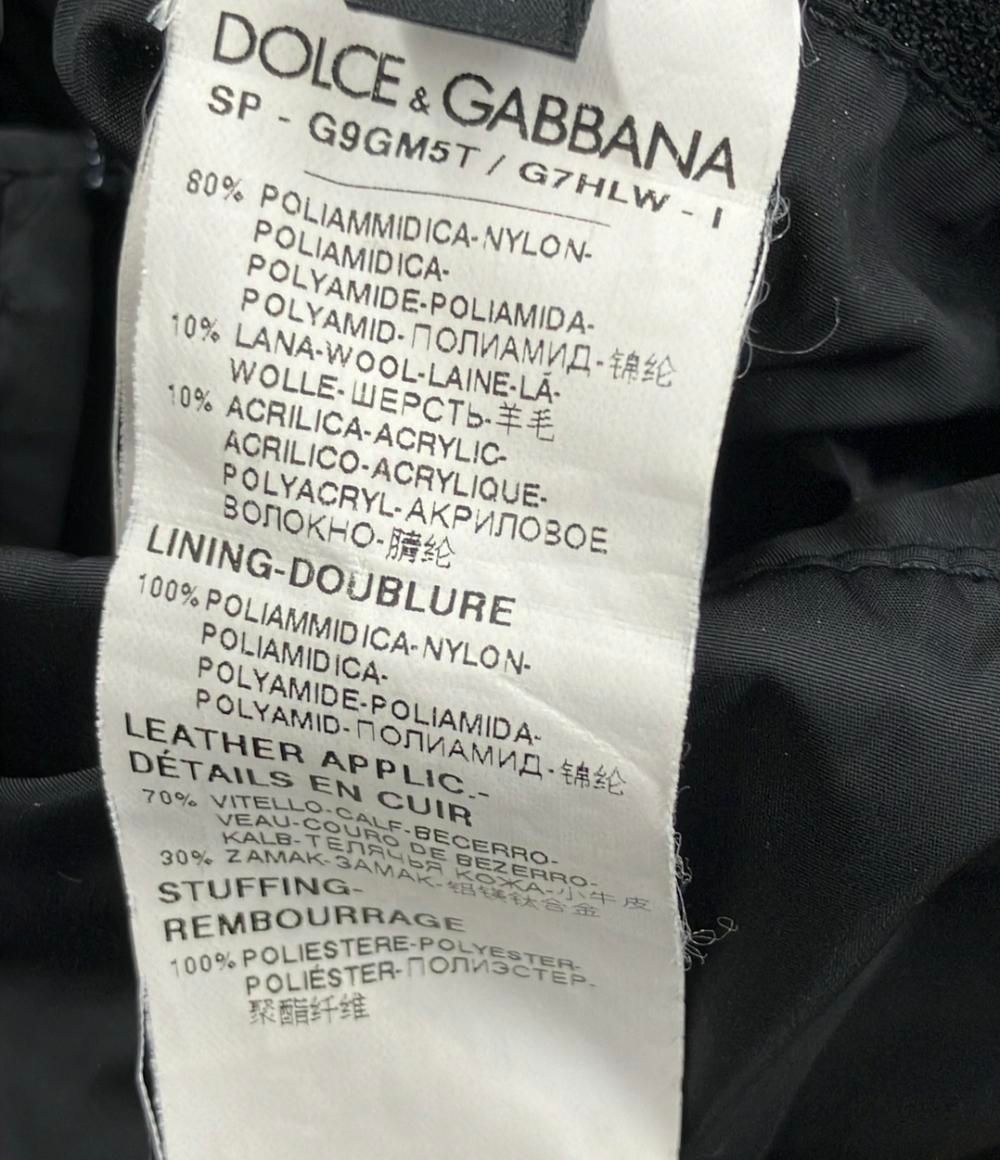 DOLCE & GABBANA
SP - G9GM5T / G7HLW - I
80% POLIAMMIDICA-NYLON-
POLIAMIDICA-
POLYAMIDE-POLIAMIDA-
POLYAMID-ПОЛИАМИД-锦纶
10% LANA-WOOL-LAINE-LÃ-
WOLLE-ШЕРСТЬ-羊毛
10% ACRILICA-ACRYLIC-
ACRILICO-ACRYLIQUE-
POLYACRYL-АКРИЛОВОЕ
ВОЛОКНО-腈纶
LINING-DOUBLURE
100% POLIAMMIDICA-NYLON-
POLIAMIDICA-
POLYAMIDE-POLIAMIDA-
POLYAMID-ПОЛИАМИД-锦纶
LEATHER APPLIC.-
DÉTAILS EN CUIR
70% VITELLO-CALF-BECERRO-
VEAU-COURO DE BEZERRO-
KALB-ТЕЛЯЧЬЯ КОЖА-小牛皮
30% ZAMAK-ЗАМАК-铝镁钛合金
STUFFING-
REMBOURRAGE
100% POLIESTERE-POLYESTER-
POLIÉSTER-ПОЛИЭСТЕР-
聚酯纤维